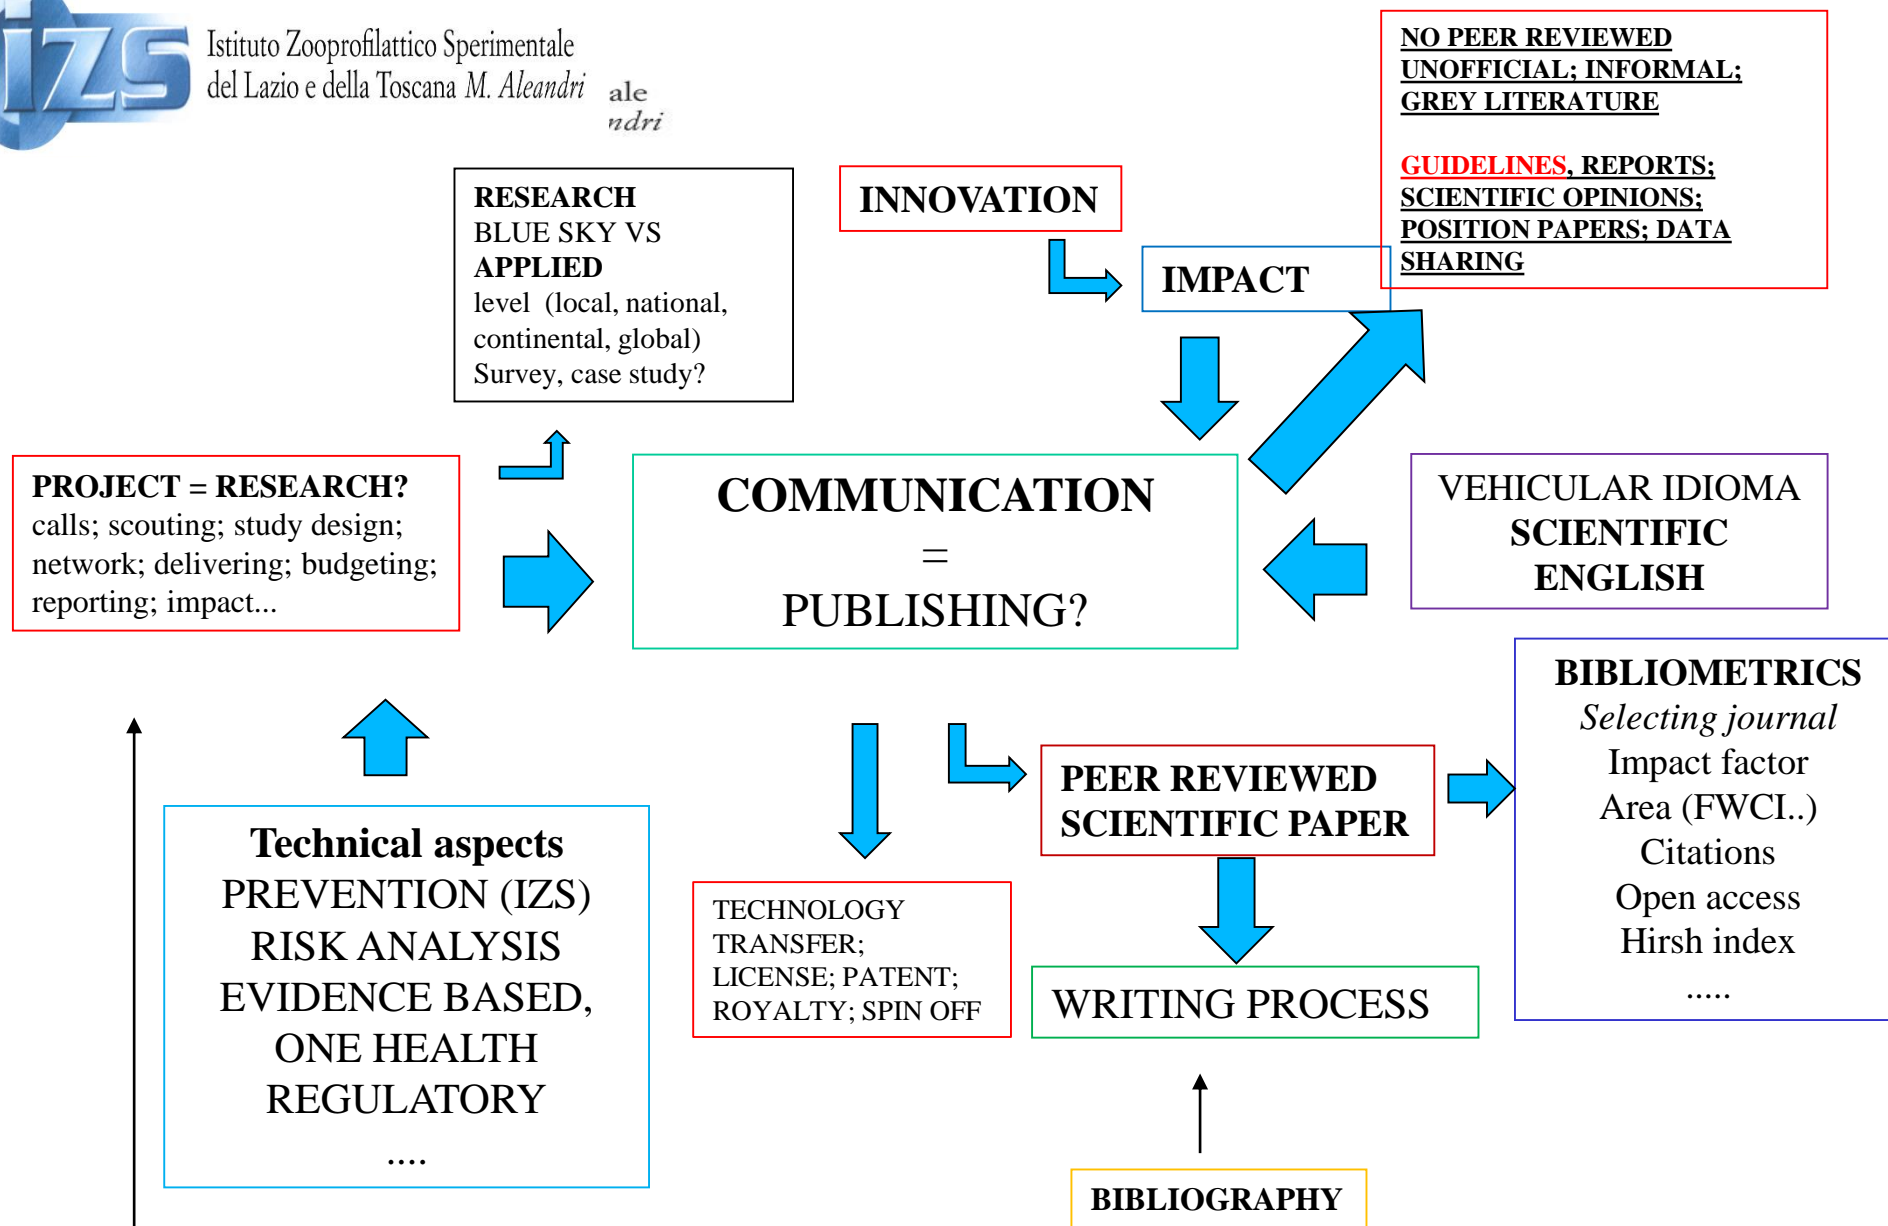 izs
Istituto Zooprofilattico Sperimentale
del Lazio e della Toscana M. Aleandri
ale
ndri
NO PEER REVIEWED
UNOFFICIAL; INFORMAL;
GREY LITERATURE
GUIDELINES, REPORTS;
SCIENTIFIC OPINIONS;
POSITION PAPERS; DATA
SHARING
RESEARCH
BLUE SKY VS
APPLIED
level (local, national,
continental, global)
Survey, case study?
INNOVATION
IMPACT
PROJECT = RESEARCH?
calls; scouting; study design;
network; delivering; budgeting;
reporting; impact...
COMMUNICATION
=
PUBLISHING?
VEHICULAR IDIOMA
SCIENTIFIC
ENGLISH
BIBLIOMETRICS
Selecting journal
Impact factor
Area (FWCI..)
Citations
Open access
Hirsh index
.....
PEER REVIEWED
SCIENTIFIC PAPER
Technical aspects
PREVENTION (IZS)
RISK ANALYSIS
EVIDENCE BASED,
ONE HEALTH
REGULATORY
....
TECHNOLOGY
TRANSFER;
LICENSE; PATENT;
ROYALTY; SPIN OFF
WRITING PROCESS
BIBLIOGRAPHY